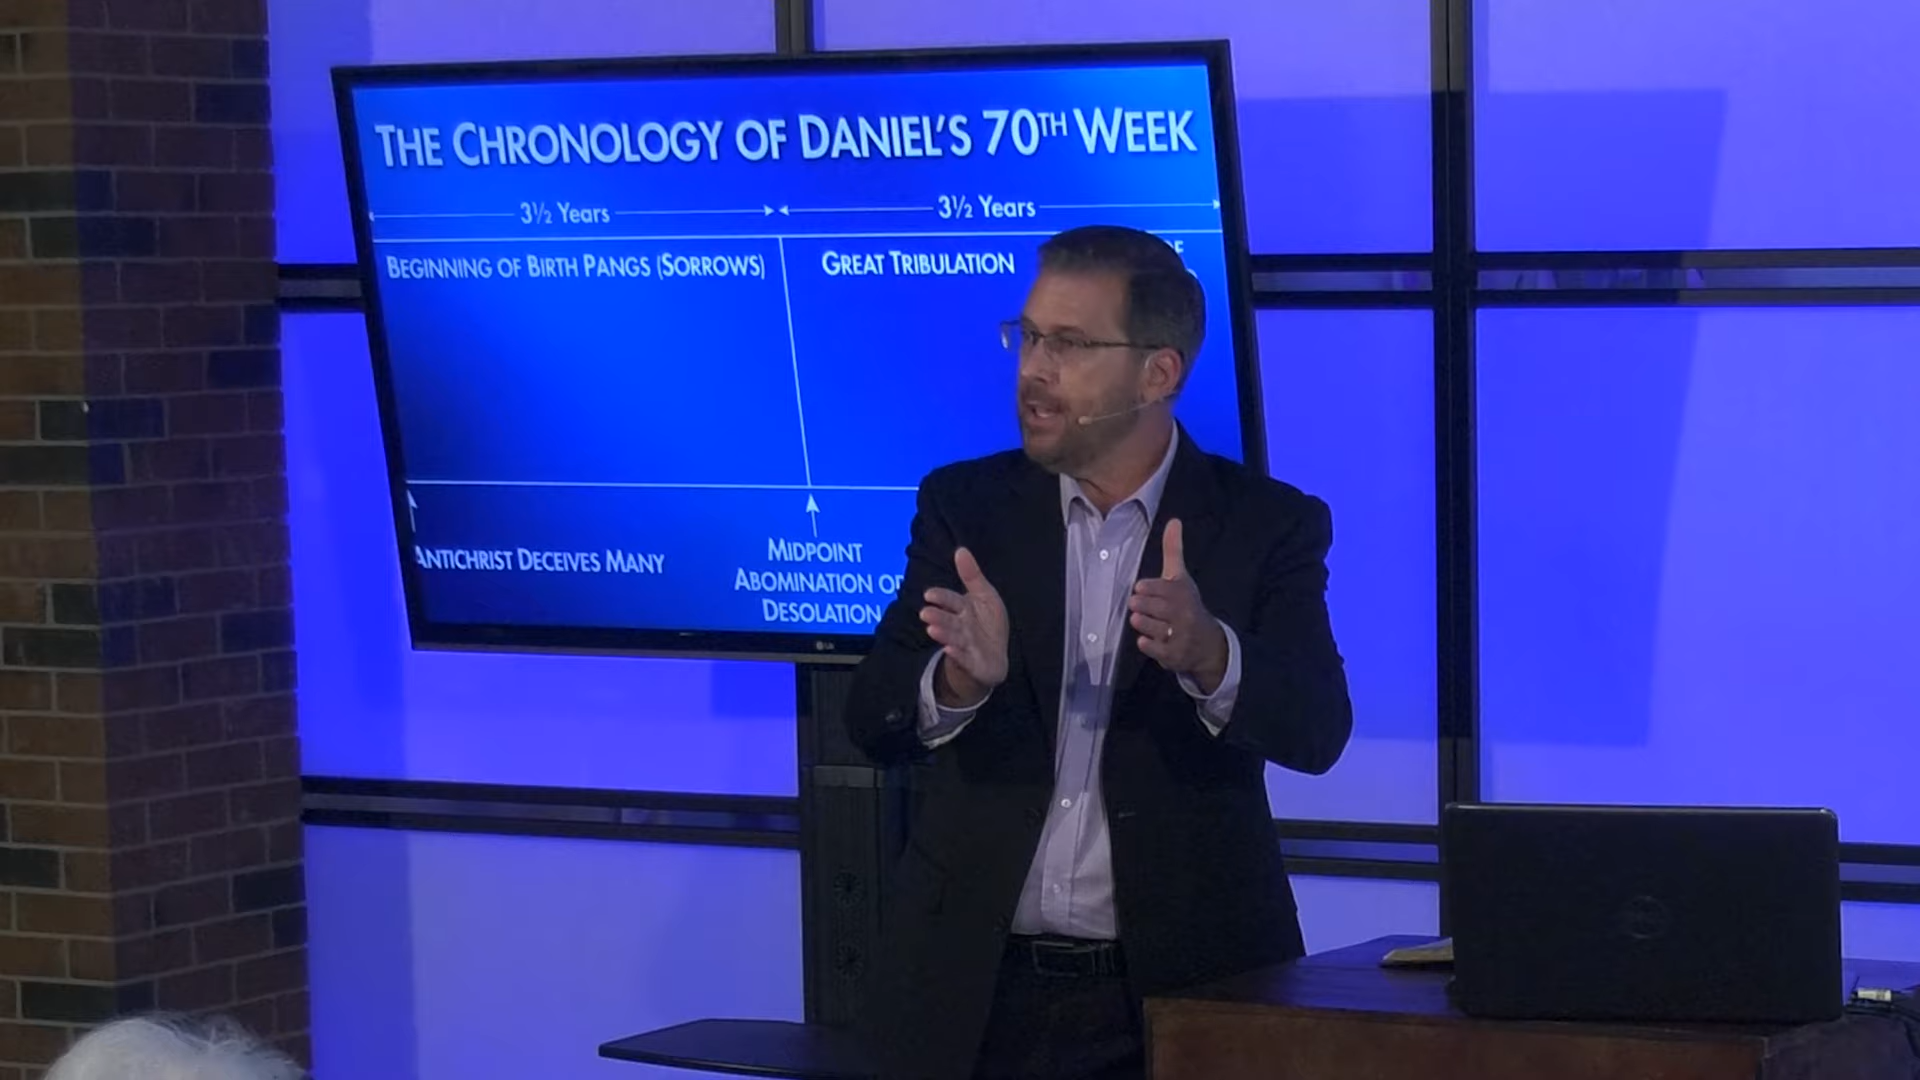 THE CHRONOLOGY OF DANIEL'S 70TH WEEK
3½ Years 3½ Years
BEGINNING OF BIRTH PANGS (SORROWS) GREAT TRIBULATION
ANTICHRIST DECEIVES MANY
MIDPOINT
ABOMINATION OF
DESOLATION
LG
DELL